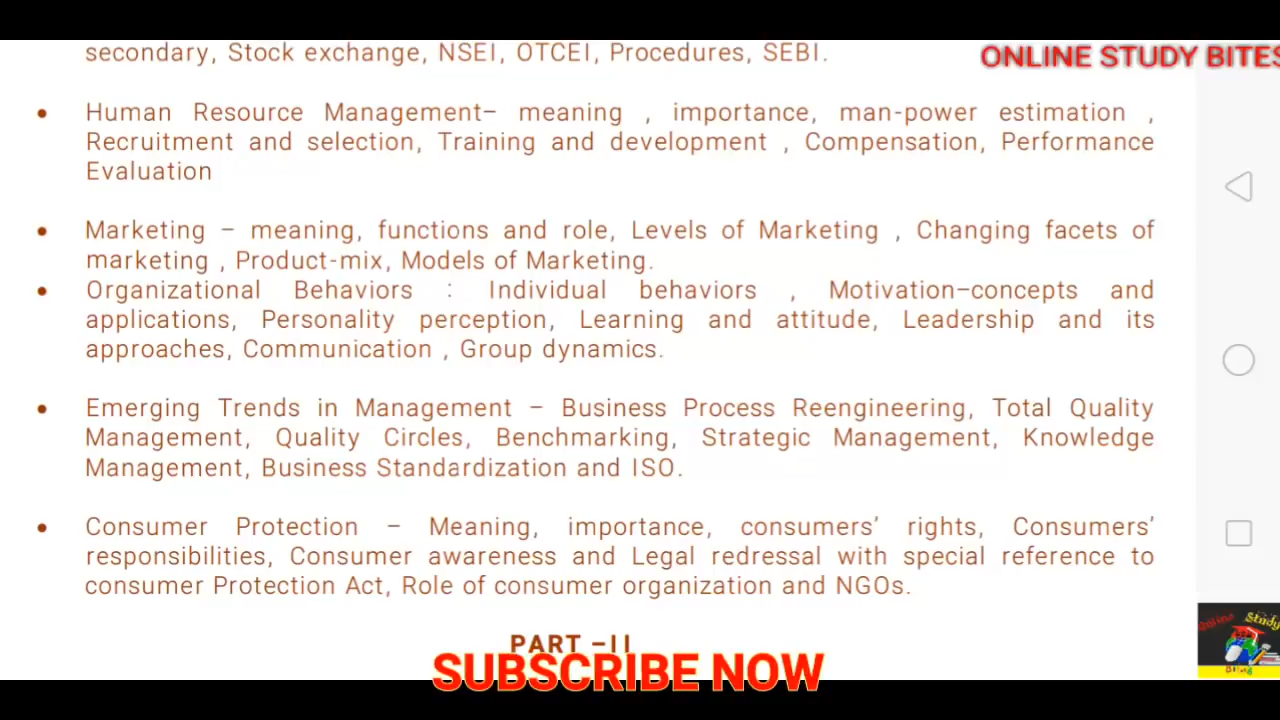 secondary, Stock exchange, NSEI, OTCEI, Procedures, SEBI.
ONLINE STUDY BITES
Human Resource Management– meaning , importance, man-power estimation ,
Recruitment and selection, Training and development , Compensation, Performance
Evaluation
Marketing – meaning, functions and role, Levels of Marketing , Changing facets of
marketing , Product-mix, Models of Marketing.
Organizational Behaviors : Individual behaviors , Motivation–concepts and
applications, Personality perception, Learning and attitude, Leadership and its
approaches, Communication , Group dynamics.
Emerging Trends in Management – Business Process Reengineering, Total Quality
Management, Quality Circles, Benchmarking, Strategic Management, Knowledge
Management, Business Standardization and ISO.
Consumer Protection – Meaning, importance, consumers’ rights, Consumers’
responsibilities, Consumer awareness and Legal redressal with special reference to
consumer Protection Act, Role of consumer organization and NGOs.
PART –II
SUBSCRIBE NOW
Online Study
Bites